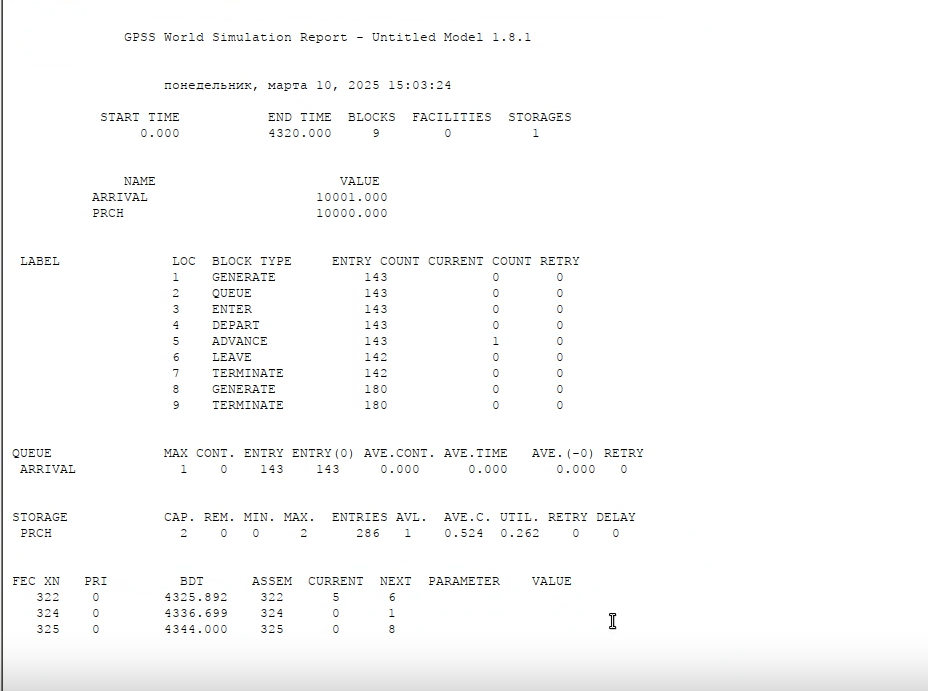 GPSS World Simulation Report - Untitled Model 1.8.1
понедельник, марта 10, 2025 15:03:24
START TIME END TIME BLOCKS FACILITIES STORAGES
0.000 4320.000 9 0 1
NAME VALUE
ARRIVAL 10001.000
PRCH 10000.000
LABEL LOC BLOCK TYPE ENTRY COUNT CURRENT COUNT RETRY
1 GENERATE 143 0 0
2 QUEUE 143 0 0
3 ENTER 143 0 0
4 DEPART 143 0 0
5 ADVANCE 143 1 0
6 LEAVE 142 0 0
7 TERMINATE 142 0 0
8 GENERATE 180 0 0
9 TERMINATE 180 0 0
QUEUE MAX CONT. ENTRY ENTRY(0) AVE.CONT. AVE.TIME AVE.(-0) RETRY
ARRIVAL 1 0 143 143 0.000 0.000 0.000 0
STORAGE CAP. REM. MIN. MAX. ENTRIES AVL. AVE.C. UTIL. RETRY DELAY
PRCH 2 0 0 2 286 1 0.524 0.262 0 0
FEC XN PRI BDT ASSEM CURRENT NEXT PARAMETER VALUE
322 0 4325.892 322 5 6
324 0 4336.699 324 0 1
325 0 4344.000 325 0 8